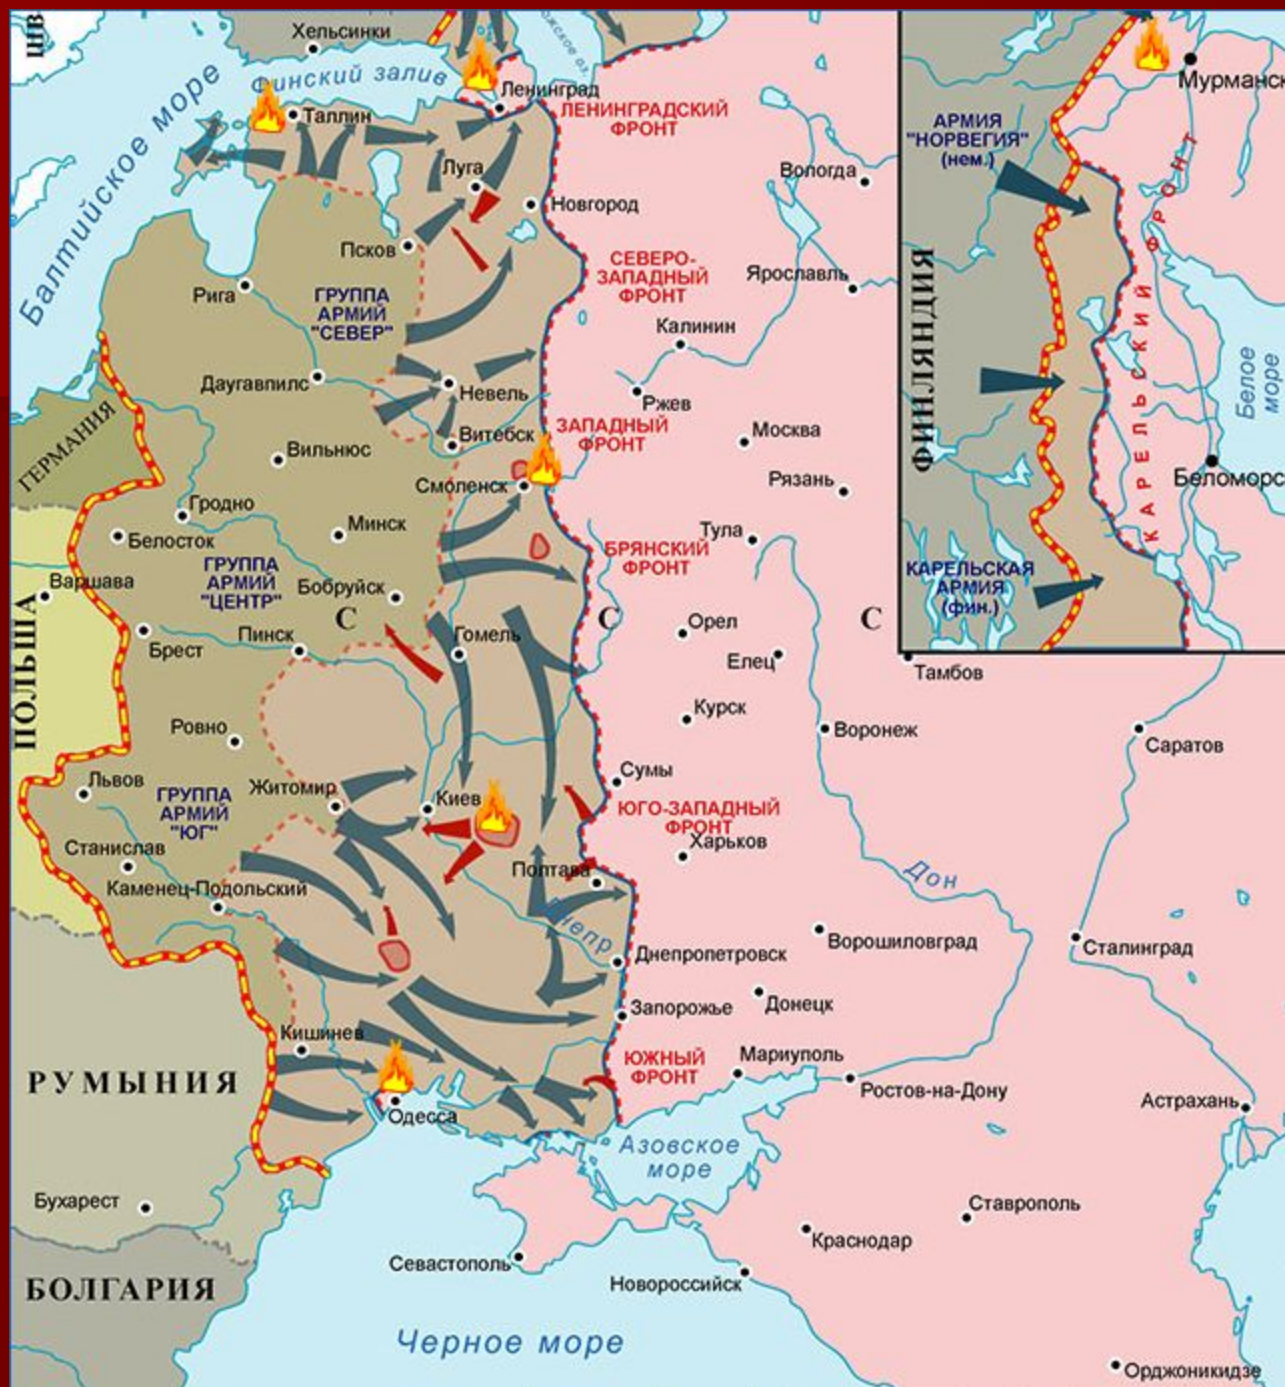 ШВ
Хельсинки
Финский залив
Балтийское море
Таллин
Ленинград
ЛЕНИНГРАДСКИЙ
ФРОНТ
Луга
Новгород
Вологда
Псков
СЕВЕРО-
ЗАПАДНЫЙ
ФРОНТ
Ярославль
Рига
ГРУППА
АРМИЙ
"СЕВЕР"
Калинин
Даугавпилс
Невель
Ржев
ГЕРМАНИЯ
Витебск
ЗАПАДНЫЙ
ФРОНТ
Москва
Вильнюс
Смоленск
Рязань
Гродно
Минск
Тула
Белосток
БРЯНСКИЙ
ФРОНТ
ГРУППА
АРМИЙ
"ЦЕНТР"
Варшава
Бобруйск
С
С
С
ПОЛЬША
Брест
Пинск
Гомель
Орел
Елец
Тамбов
Курск
Воронеж
Саратов
Ровно
Львов
Житомир
Киев
Сумы
ГРУППА
АРМИЙ
"ЮГ"
ЮГО-ЗАПАДНЫЙ
ФРОНТ
Харьков
Станислав
Каменец-Подольский
Полтава
Дон
Днепр
Днепропетровск
Ворошиловград
Сталинград
Донецк
Запорожье
Кишинев
ЮЖНЫЙ
ФРОНТ
Мариуполь
Ростов-на-Дону
РУМЫНИЯ
Одесса
Астрахань
Азовское
море
Бухарест
Ставрополь
Краснодар
Севастополь
Новороссийск
БОЛГАРИЯ
Черное море
Орджоникидзе
Мурманск
АРМИЯ
"НОРВЕГИЯ"
(нем.)
КАРЕЛЬСКИЙ ФРОНТ
ФИНЛЯНДИЯ
Белое
море
Беломорс
КАРЕЛЬСКАЯ
АРМИЯ
(фин.)